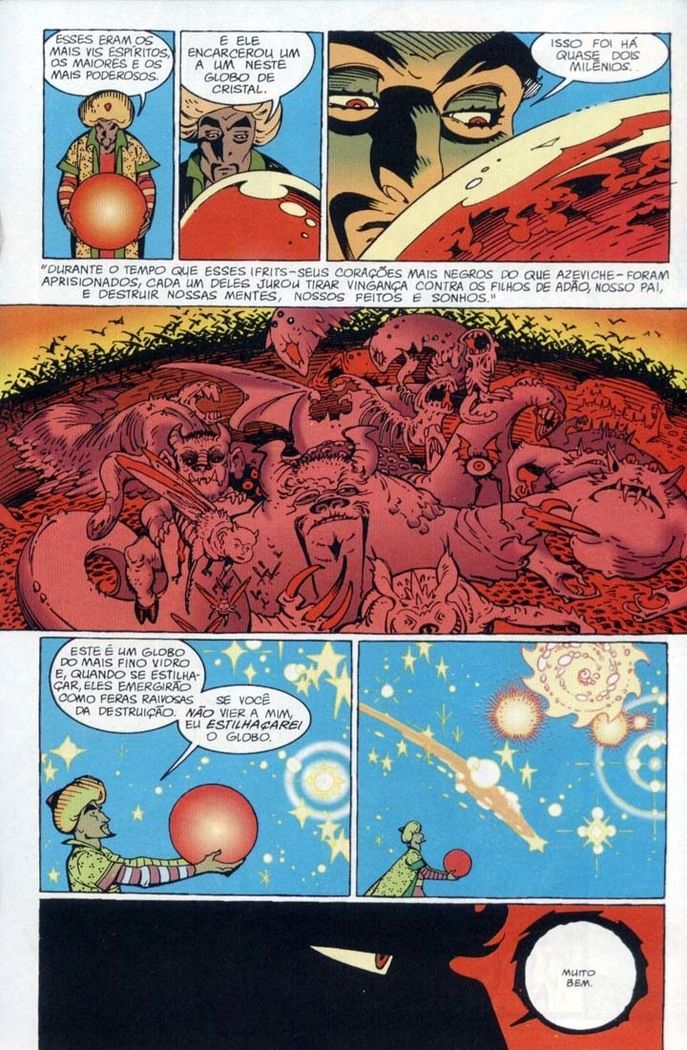 ESSES ERAM OS
MAIS VIS ESPÍRITOS,
OS MAIORES E OS
MAIS PODEROSOS.
E ELE
ENCARCEROU UM
A UM NESTE
GLOBO DE
CRISTAL.
ISSO FOI HÁ
QUASE DOIS
MILÊNIOS..
"DURANTE O TEMPO QUE ESSES IFRITS-SEUS CORAÇÕES MAIS NEGROS DO QUE AZEVICHE-FORAM
APRISIONADOS, CADA UM DELES JUROU TIRAR VINGANÇA CONTRA OS FILHOS DE ADÃO, NOSSO PAI,
E DESTRUIR NOSSAS MENTES, NOSSOS FEITOS E SONHOS."
ESTE É UM GLOBO
DO MAIS FINO VIDRO
E, QUANDO SE ESTILHA-
ÇAR, ELES EMERGIRÃO
COMO FERAS RAIVOSAS
DA DESTRUIÇÃO.
SE VOCÊ
NÃO VIER A MIM,
EU ESTILHAÇAREI
O GLOBO.
MUITO
BEM.